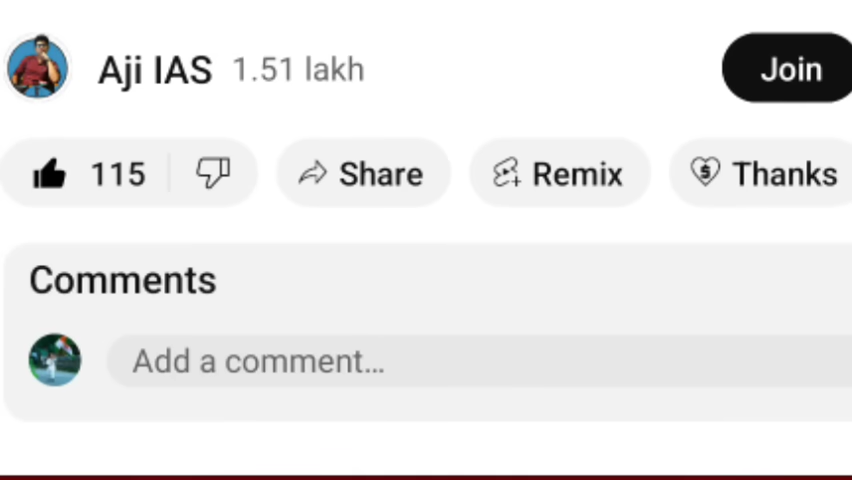 Aji IAS 1.51 lakh Join
115 Share Remix Thanks
Comments
Add a comment...